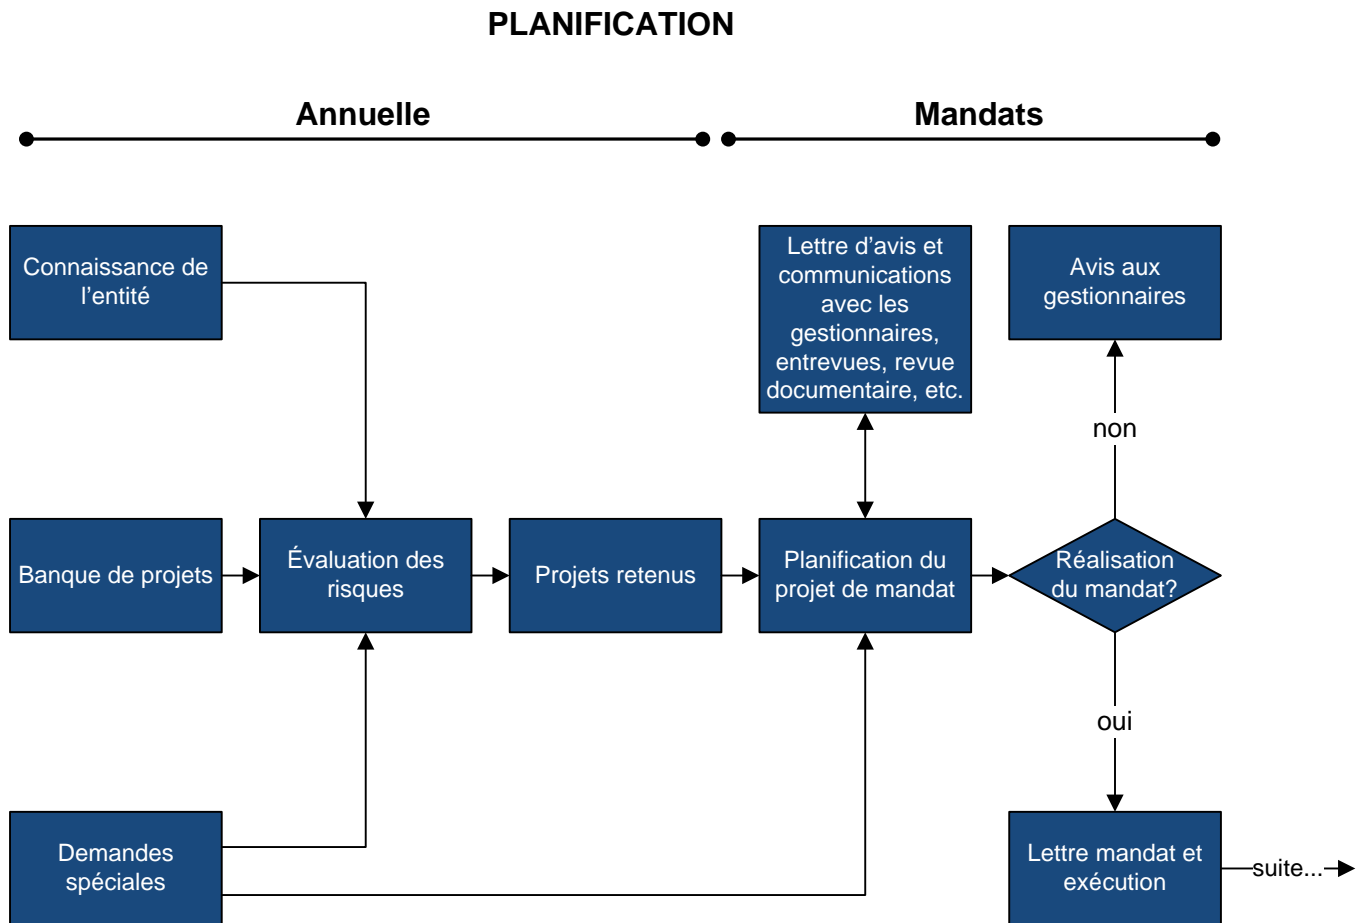 PLANIFICATION
Annuelle
Mandats
Connaissance de
l'entité
Lettre d'avis et
communications
avec les
gestionnaires,
entrevues, revue
documentaire, etc.
Avis aux
gestionnaires
non
Banque de projets
Évaluation des
risques
Projets retenus
Planification du
projet de mandat
Réalisation
du mandat?
oui
Demandes
spéciales
Lettre mandat et
exécution
suite...